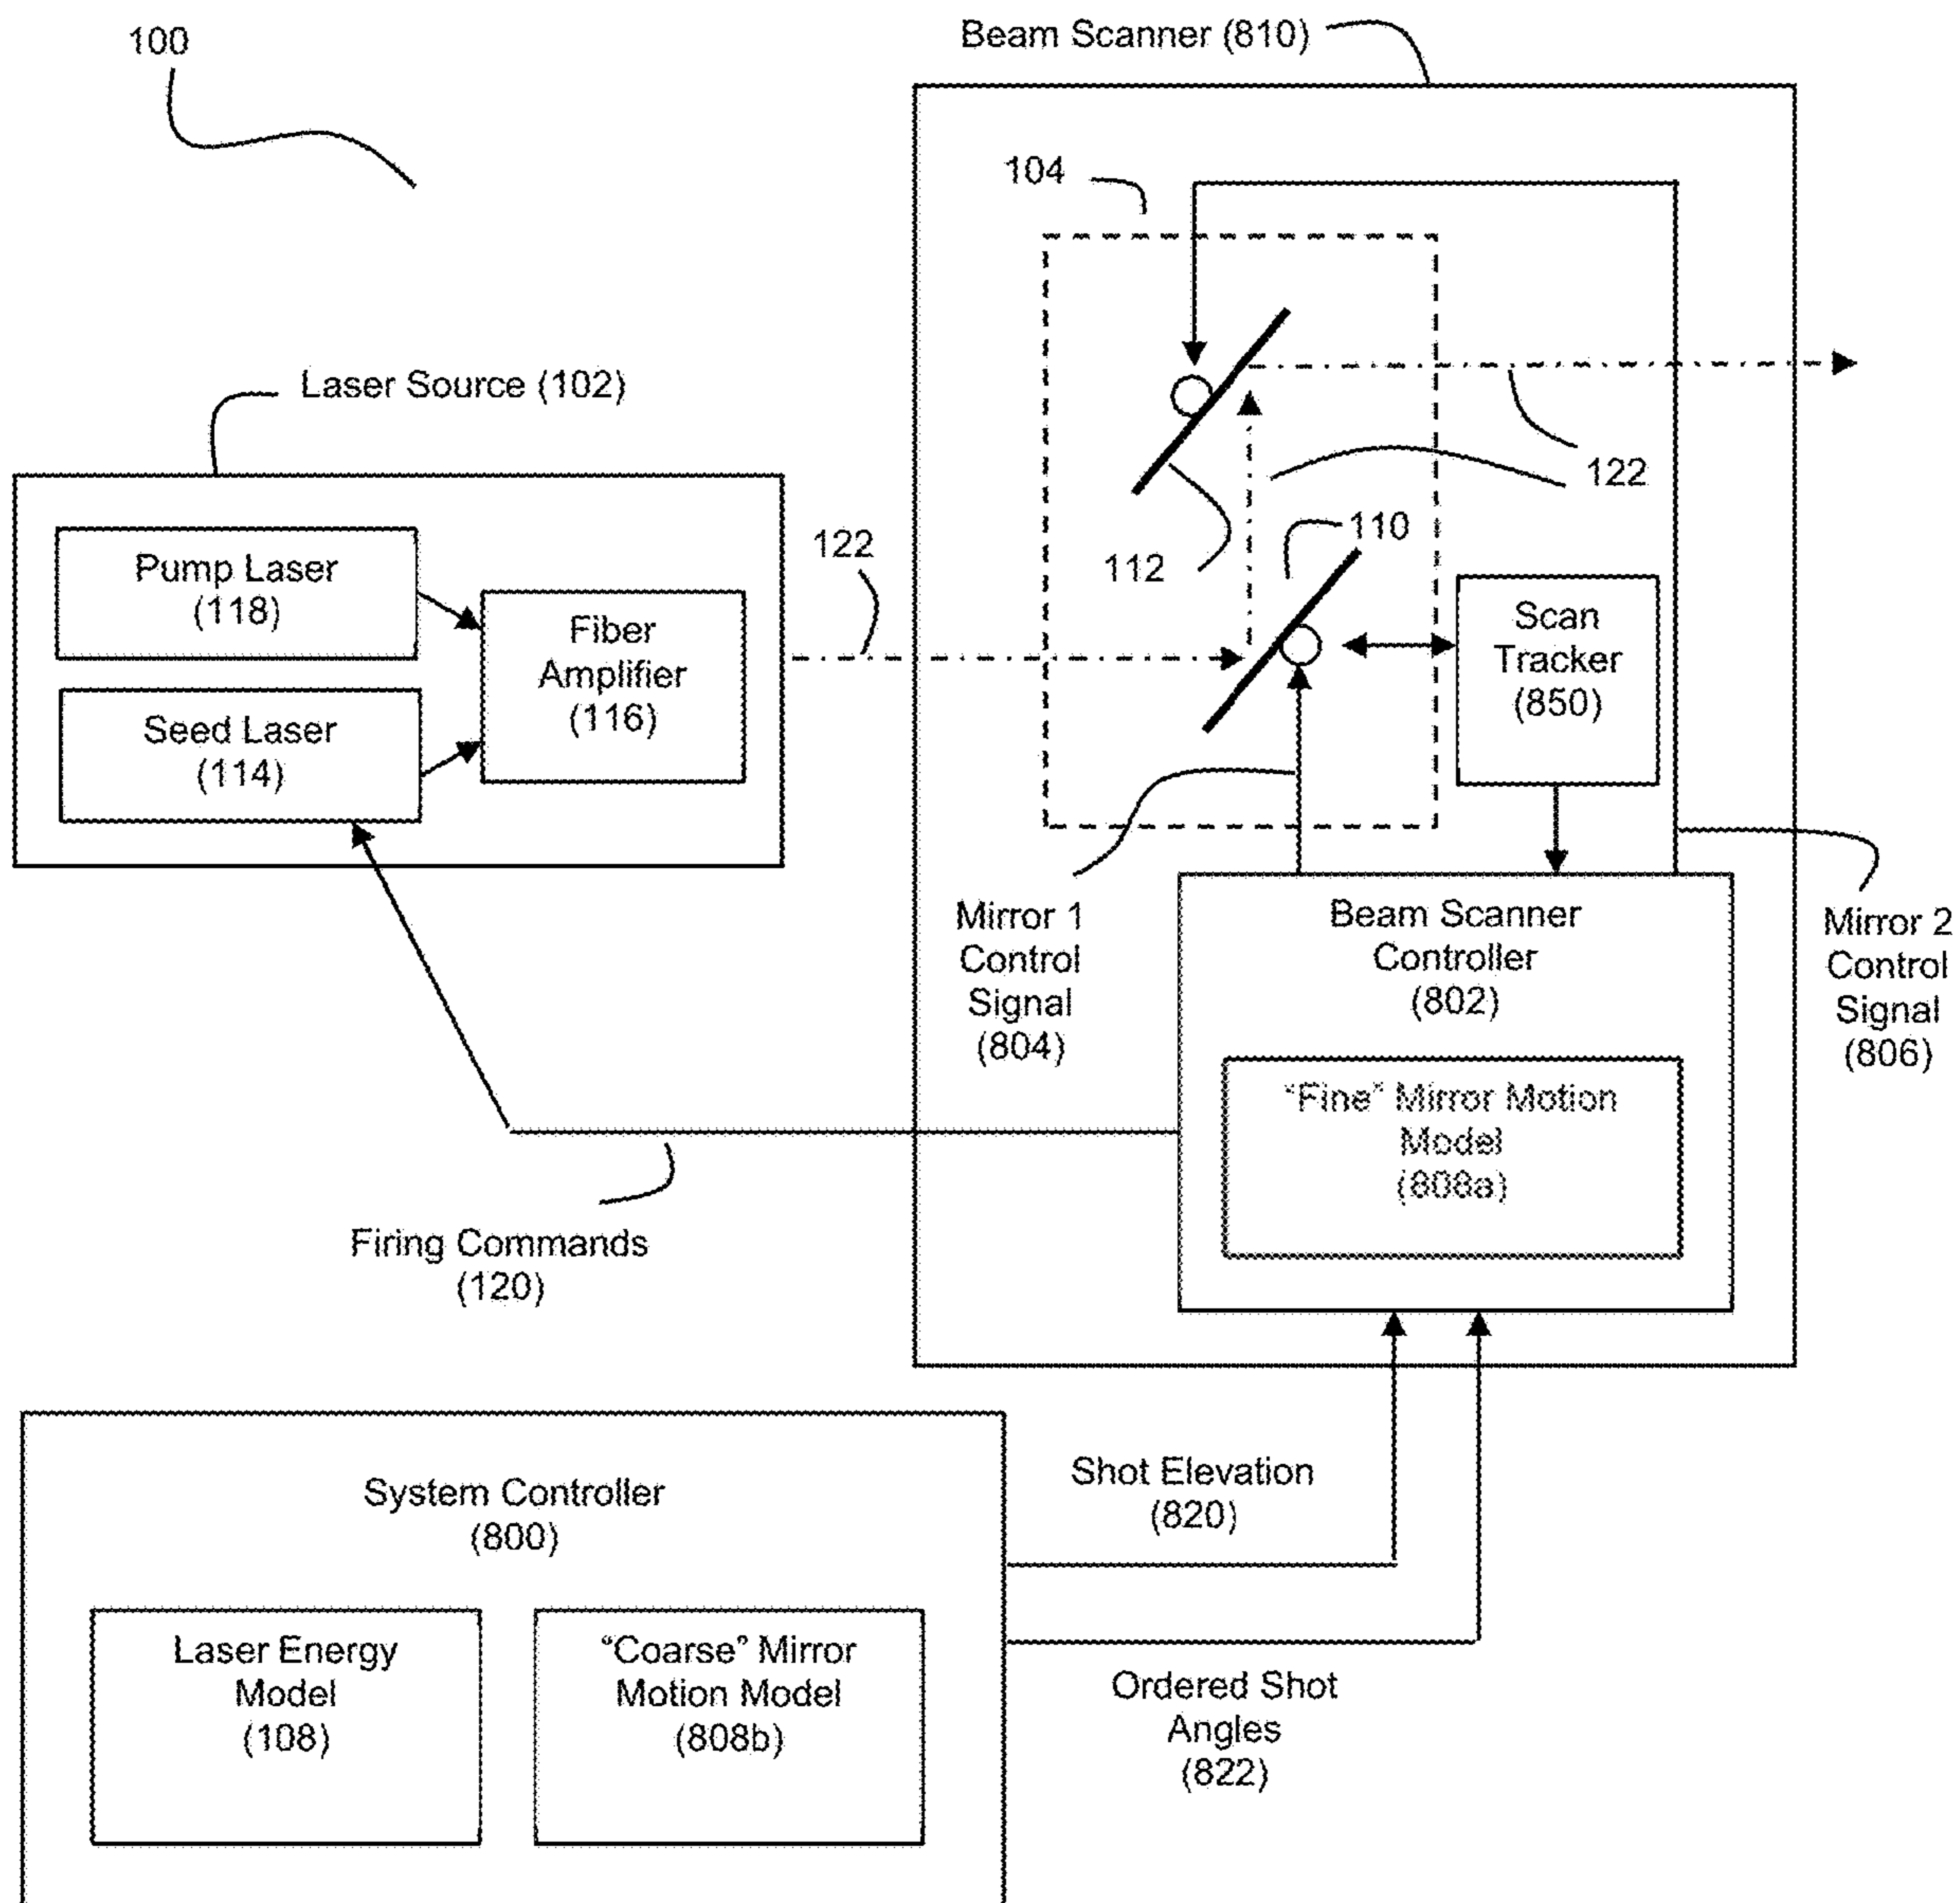 100
Beam Scanner (810)
104
Laser Source (102)
Pump Laser
(118)
Seed Laser
(114)
Fiber
Amplifier
(116)
122
112
110
122
Scan
Tracker
(850)
Mirror 1
Control
Signal
(804)
Beam Scanner
Controller
(802)
"Fine" Mirror Motion
Model
(808a)
Mirror 2
Control
Signal
(806)
Firing Commands
(120)
System Controller
(800)
Laser Energy
Model
(108)
"Coarse" Mirror
Motion Model
(808b)
Shot Elevation
(820)
Ordered Shot
Angles
(822)